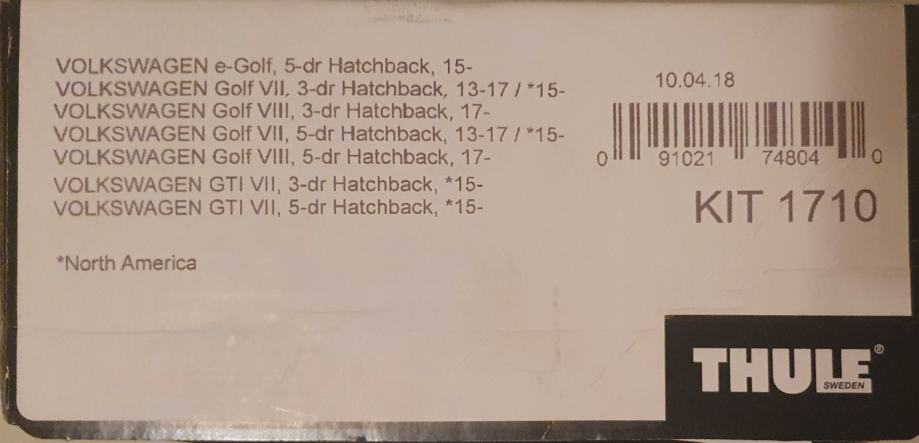 VOLKSWAGEN e-Golf, 5-dr Hatchback, 15-
VOLKSWAGEN Golf VII, 3-dr Hatchback, 13-17 / *15-
VOLKSWAGEN Golf VIII, 3-dr Hatchback, 17-
VOLKSWAGEN Golf VII, 5-dr Hatchback, 13-17 / *15-
VOLKSWAGEN Golf VIII, 5-dr Hatchback, 17-
VOLKSWAGEN GTI VII, 3-dr Hatchback, *15-
VOLKSWAGEN GTI VII, 5-dr Hatchback, *15-
*North America
10.04.18
0 91021 74804 0
KIT 1710
THULE®
SWEDEN